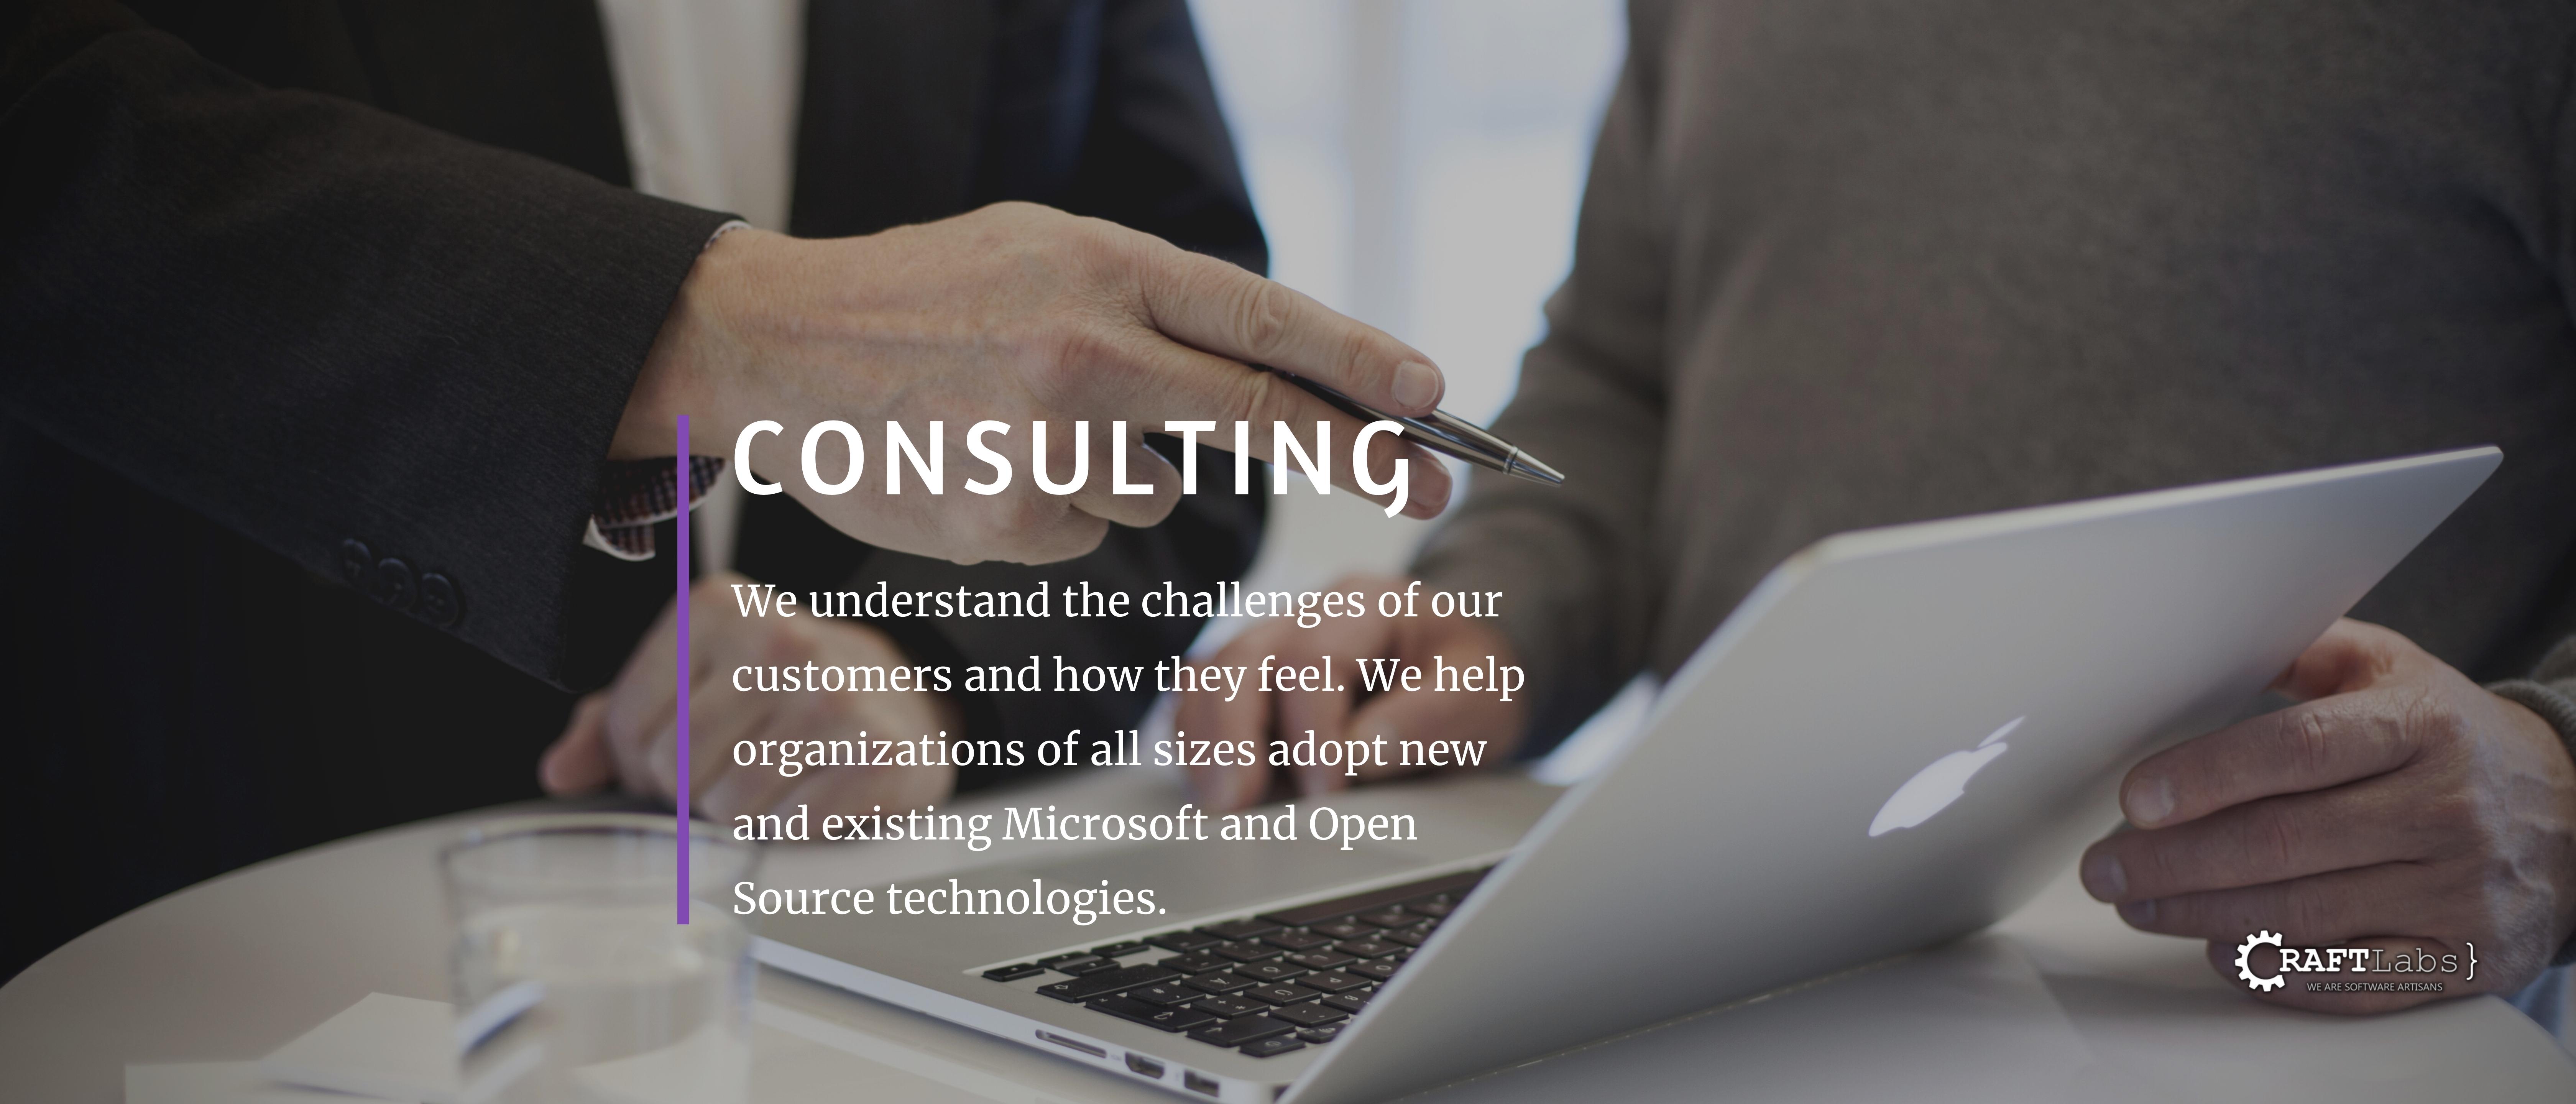 CONSULTING
We understand the challenges of our
customers and how they feel. We help
organizations of all sizes adopt new
and existing Microsoft and Open
Source technologies.
CRAFTLabs}
WE ARE SOFTWARE ARTISANS